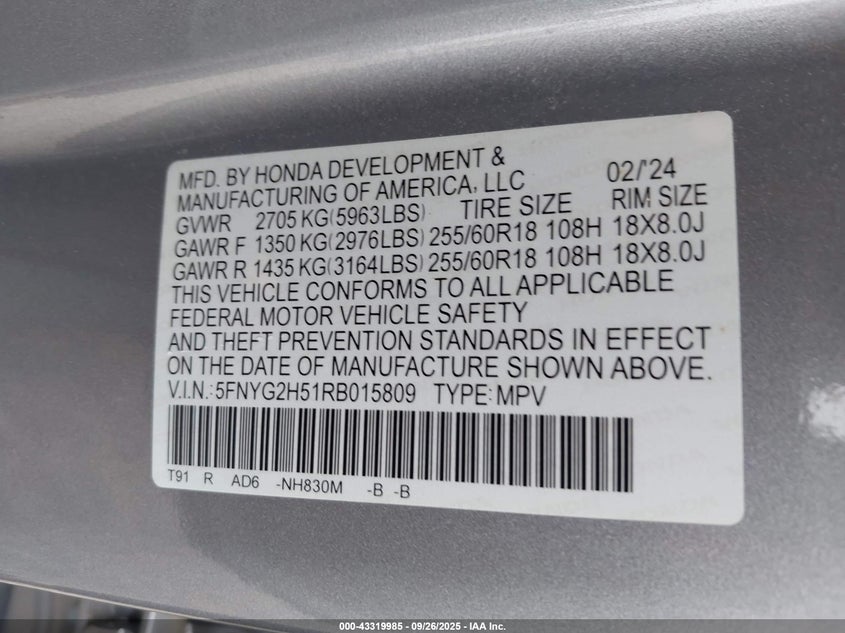 MFD. BY HONDA DEVELOPMENT &
MANUFACTURING OF AMERICA, LLC 02/'24
GVWR 2705 KG(5963LBS) TIRE SIZE RIM SIZE
GAWR F 1350 KG(2976LBS) 255/60R18 108H 18X8.0J
GAWR R 1435 KG(3164LBS) 255/60R18 108H 18X8.0J
THIS VEHICLE CONFORMS TO ALL APPLICABLE
FEDERAL MOTOR VEHICLE SAFETY
AND THEFT PREVENTION STANDARDS IN EFFECT
ON THE DATE OF MANUFACTURE SHOWN ABOVE.
V.I.N.: 5FNYG2H51RB015809 TYPE: MPV
T91 R AD6 -NH830M -B -B
000-43319985 - 09/26/2025 - IAA Inc.